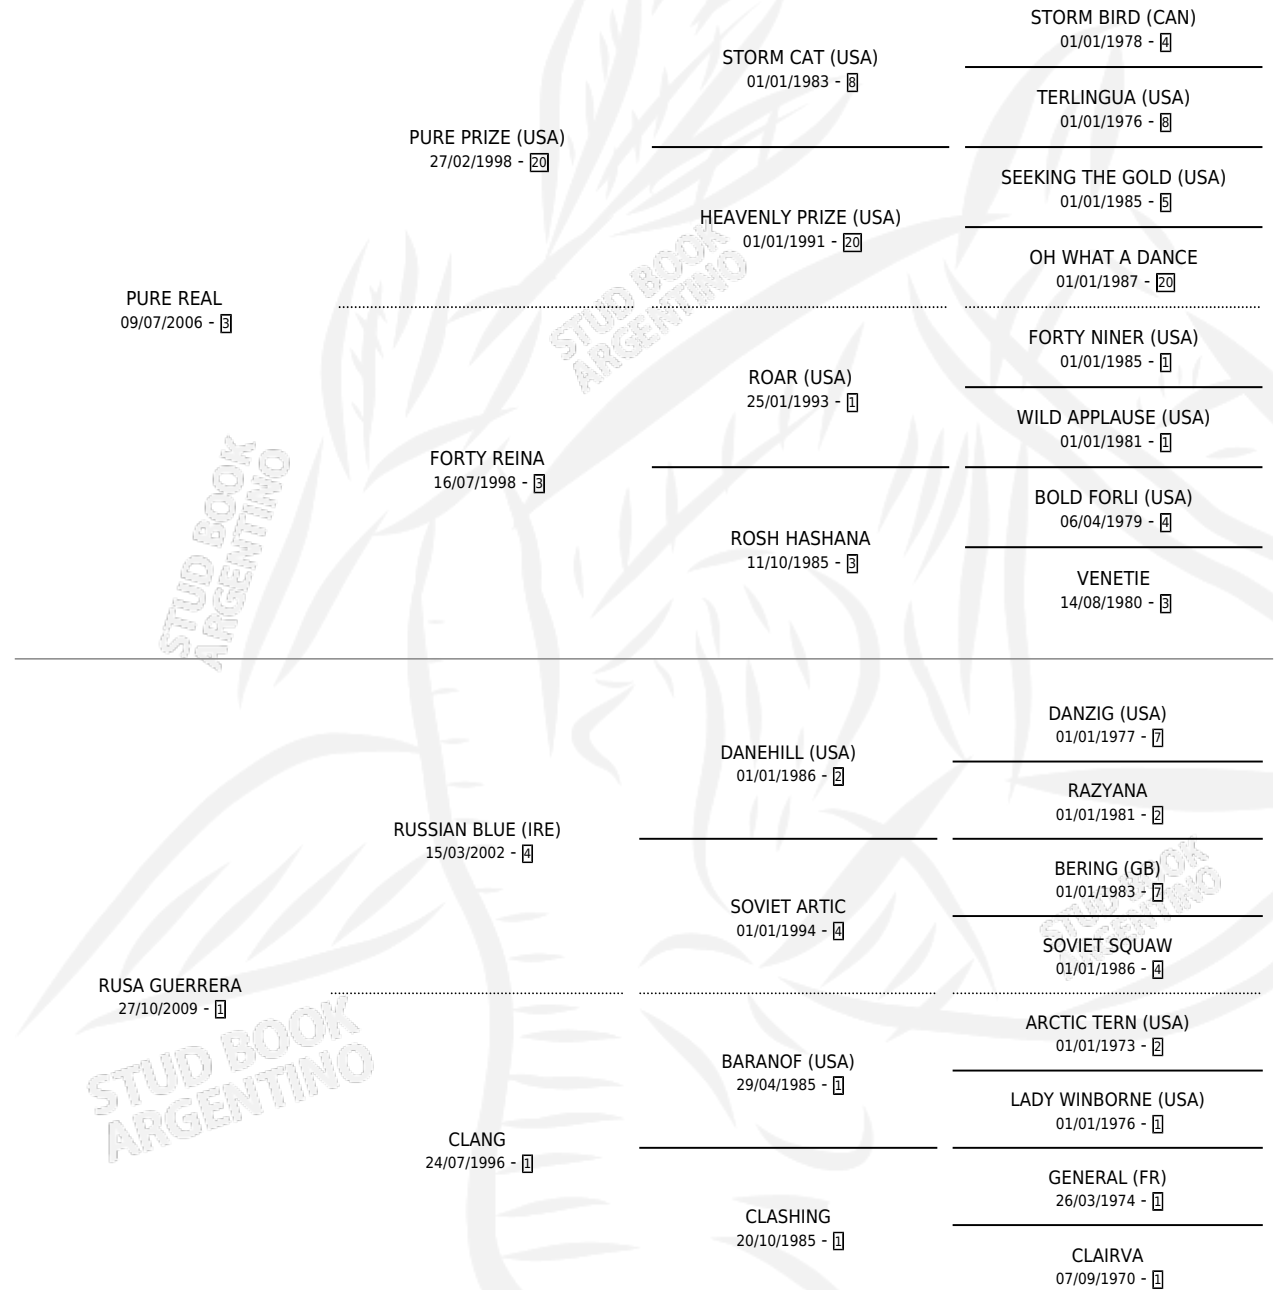 STORM BIRD (CAN)
01/01/1978 - 4
STORM CAT (USA)
01/01/1983 - 8
TERLINGUA (USA)
01/01/1976 - 8
PURE PRIZE (USA)
27/02/1998 - 20
SEEKING THE GOLD (USA)
01/01/1985 - 5
HEAVENLY PRIZE (USA)
01/01/1991 - 20
OH WHAT A DANCE
01/01/1987 - 20
PURE REAL
09/07/2006 - 3
FORTY NINER (USA)
01/01/1985 - 1
ROAR (USA)
25/01/1993 - 1
WILD APPLAUSE (USA)
01/01/1981 - 1
FORTY REINA
16/07/1998 - 3
BOLD FORLI (USA)
06/04/1979 - 4
ROSH HASHANA
11/10/1985 - 3
VENETIE
14/08/1980 - 3
DANZIG (USA)
01/01/1977 - 7
DANEHILL (USA)
01/01/1986 - 2
RAZYANA
01/01/1981 - 2
RUSSIAN BLUE (IRE)
15/03/2002 - 4
BERING (GB)
01/01/1983 - 7
SOVIET ARTIC
01/01/1994 - 4
SOVIET SQUAW
01/01/1986 - 4
RUSA GUERRERA
27/10/2009 - 1
ARCTIC TERN (USA)
01/01/1973 - 2
BARANOF (USA)
29/04/1985 - 1
LADY WINBORNE (USA)
01/01/1976 - 1
CLANG
24/07/1996 - 1
GENERAL (FR)
26/03/1974 - 1
CLASHING
20/10/1985 - 1
CLAIRVA
07/09/1970 - 1
STUD BOOK
ARGENTINO
STUD BOOK
ARGENTINO
STUD BOOK
ARGENTINO
STUD BOOK
ARGENTINO